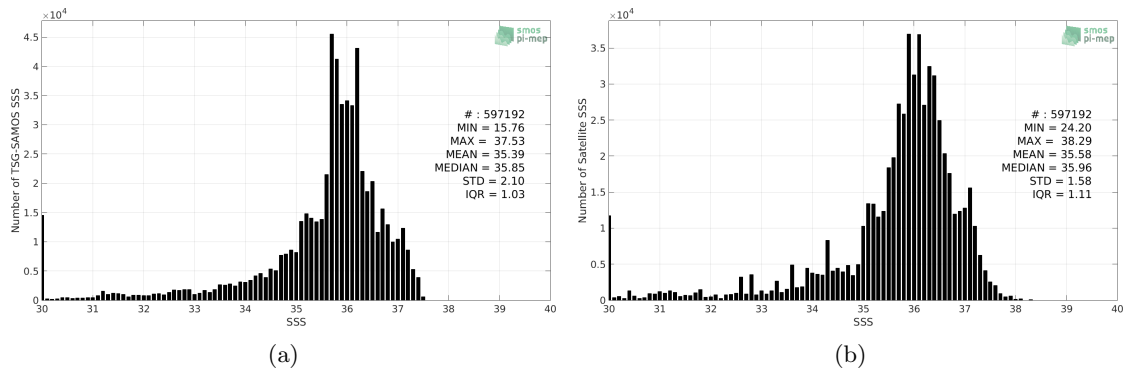 ×10⁴
smos
pi-mep
4.5
4
3.5
3
2.5
2
1.5
1
0.5
0
Number of TSG-SAMOS SSS
# : 597192
MIN = 15.76
MAX = 37.53
MEAN = 35.39
MEDIAN = 35.85
STD = 2.10
IQR = 1.03
30 31 32 33 34 35 36 37 38 39 40
SSS
(a)
×10⁴
smos
pi-mep
3.5
3
2.5
2
1.5
1
0.5
0
Number of Satellite SSS
# : 597192
MIN = 24.20
MAX = 38.29
MEAN = 35.58
MEDIAN = 35.96
STD = 1.58
IQR = 1.11
30 31 32 33 34 35 36 37 38 39 40
SSS
(b)